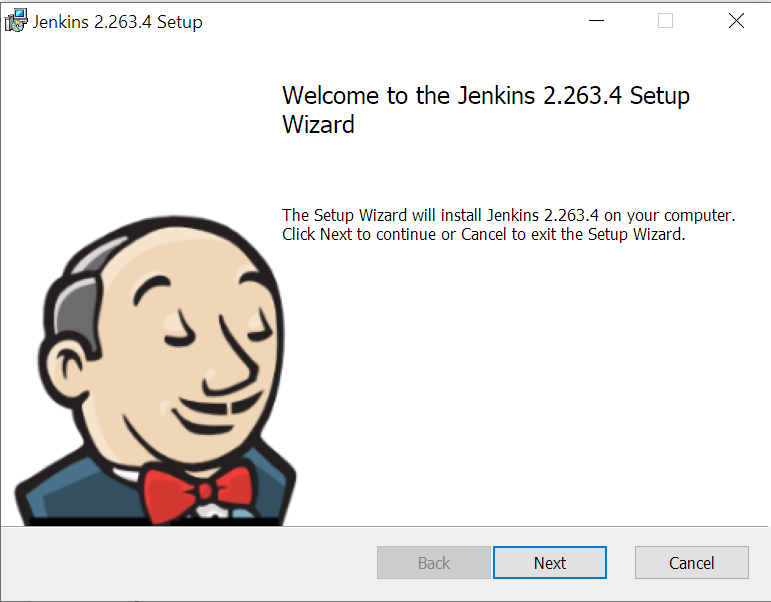 Jenkins 2.263.4 Setup
Welcome to the Jenkins 2.263.4 Setup
Wizard
The Setup Wizard will install Jenkins 2.263.4 on your computer.
Click Next to continue or Cancel to exit the Setup Wizard.
Back
Next
Cancel